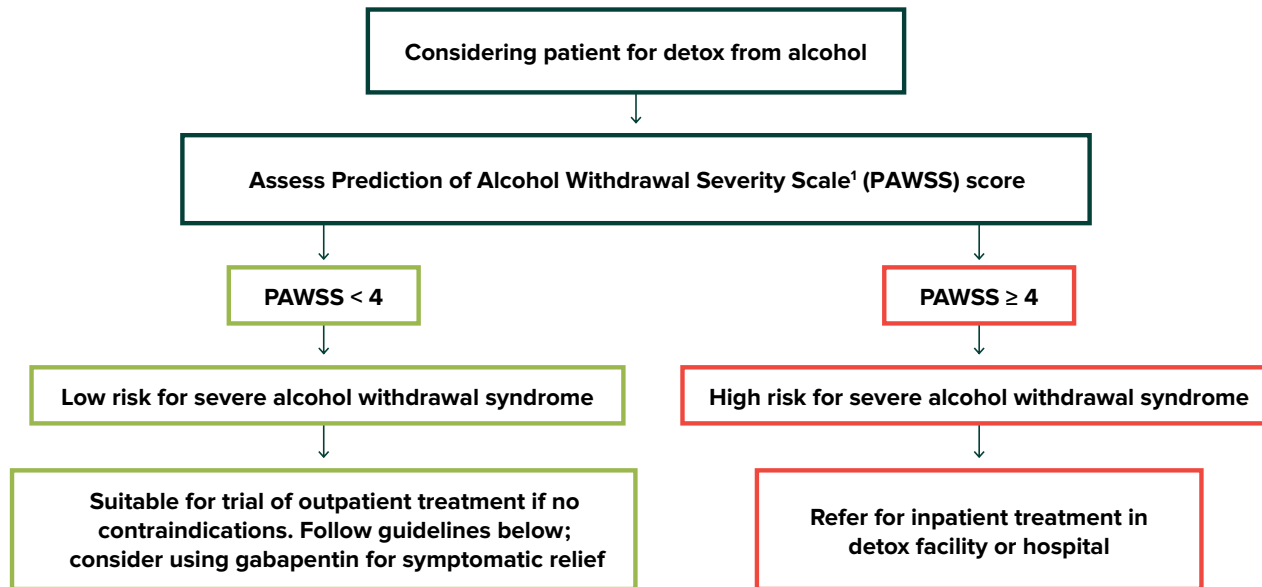 Considering patient for detox from alcohol
Assess Prediction of Alcohol Withdrawal Severity Scale¹ (PAWSS) score
PAWSS < 4
PAWSS ≥ 4
Low risk for severe alcohol withdrawal syndrome
High risk for severe alcohol withdrawal syndrome
Suitable for trial of outpatient treatment if no
contraindications. Follow guidelines below;
consider using gabapentin for symptomatic relief
Refer for inpatient treatment in
detox facility or hospital